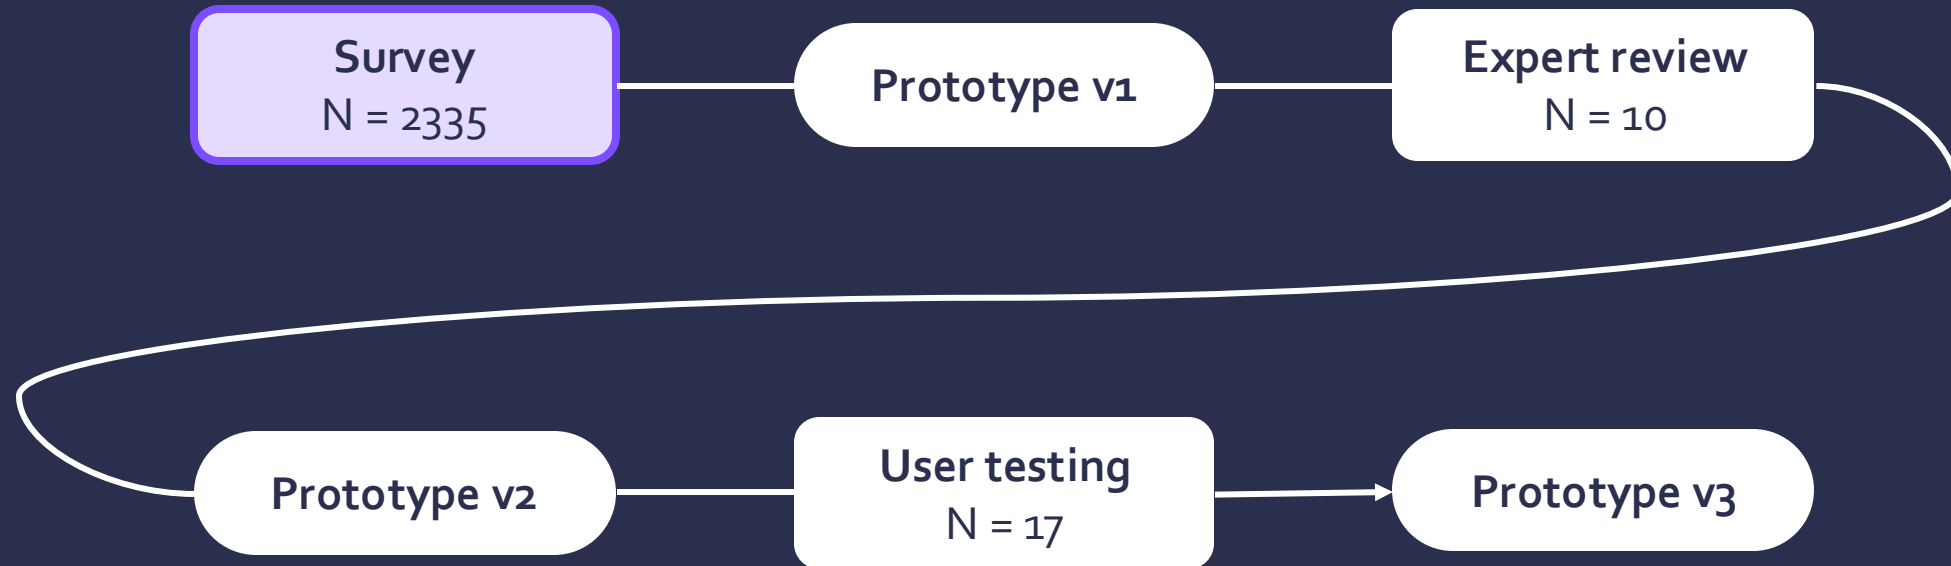 Survey
N = 2335
Prototype v1
Expert review
N = 10
Prototype v2
User testing
N = 17
Prototype v3